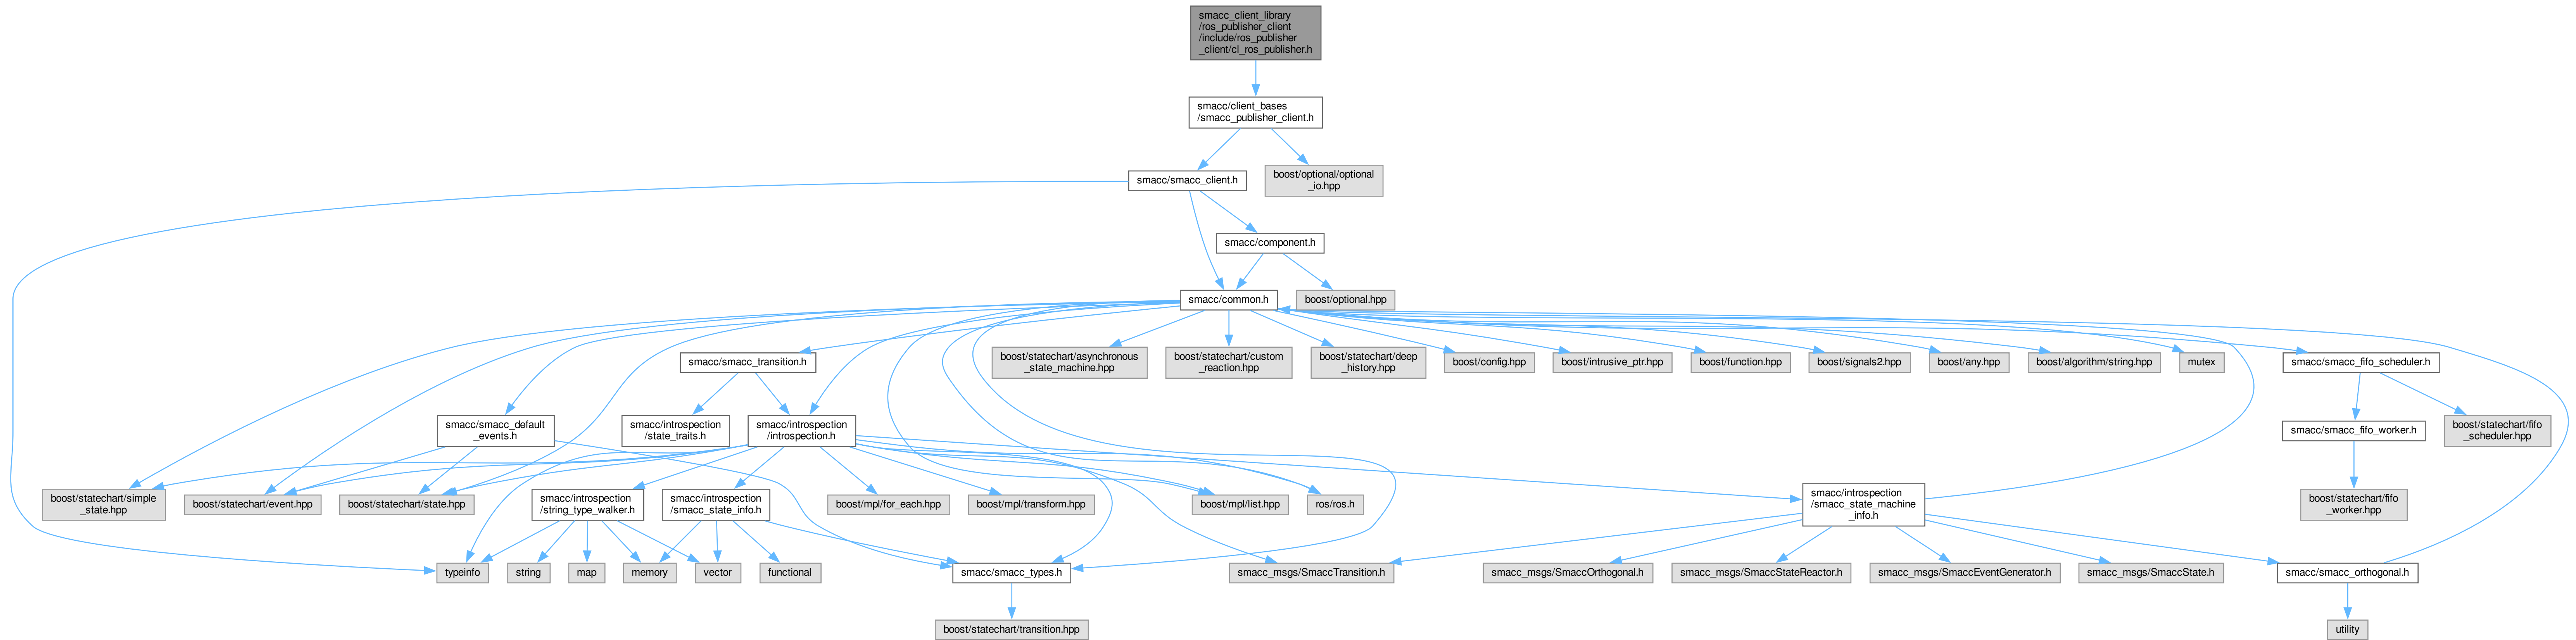 smacc_client_library
/ros_publisher_client
/include/ros_publisher
_client/cl_ros_publisher.h
smacc/client_bases
/smacc_publisher_client.h
smacc/smacc_client.h
boost/optional/optional
_io.hpp
smacc/component.h
smacc/common.h
boost/optional.hpp
smacc/smacc_transition.h
boost/statechart/asynchronous
_state_machine.hpp
boost/statechart/custom
_reaction.hpp
boost/statechart/deep
_history.hpp
boost/config.hpp
boost/intrusive_ptr.hpp
boost/function.hpp
boost/signals2.hpp
boost/any.hpp
boost/algorithm/string.hpp
mutex
smacc/smacc_fifo_scheduler.h
smacc/smacc_default
_events.h
smacc/introspection
/state_traits.h
smacc/introspection
/introspection.h
smacc/smacc_fifo_worker.h
boost/statechart/fifo
_scheduler.hpp
boost/statechart/simple
_state.hpp
boost/statechart/event.hpp
boost/statechart/state.hpp
smacc/introspection
/string_type_walker.h
smacc/introspection
/smacc_state_info.h
boost/mpl/for_each.hpp
boost/mpl/transform.hpp
boost/mpl/list.hpp
ros/ros.h
smacc/introspection
/smacc_state_machine
_info.h
boost/statechart/fifo
_worker.hpp
typeinfo
string
map
memory
vector
functional
smacc/smacc_types.h
smacc_msgs/SmaccTransition.h
smacc_msgs/SmaccOrthogonal.h
smacc_msgs/SmaccStateReactor.h
smacc_msgs/SmaccEventGenerator.h
smacc_msgs/SmaccState.h
smacc/smacc_orthogonal.h
boost/statechart/transition.hpp
utility